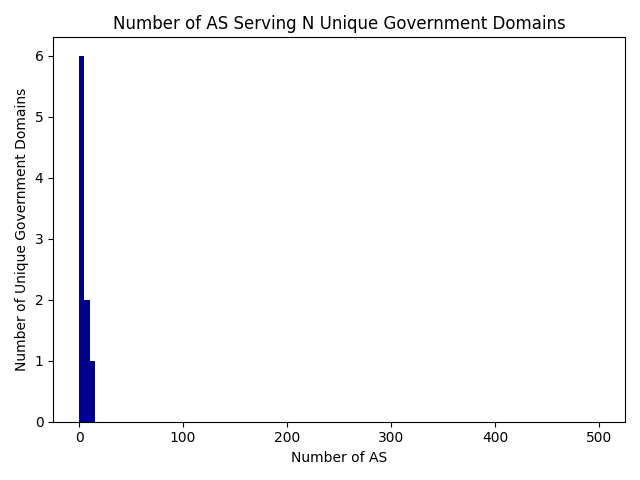 Number of AS Serving N Unique Government Domains
Number of Unique Government Domains
6
5
4
3
2
1
0
0 100 200 300 400 500
Number of AS